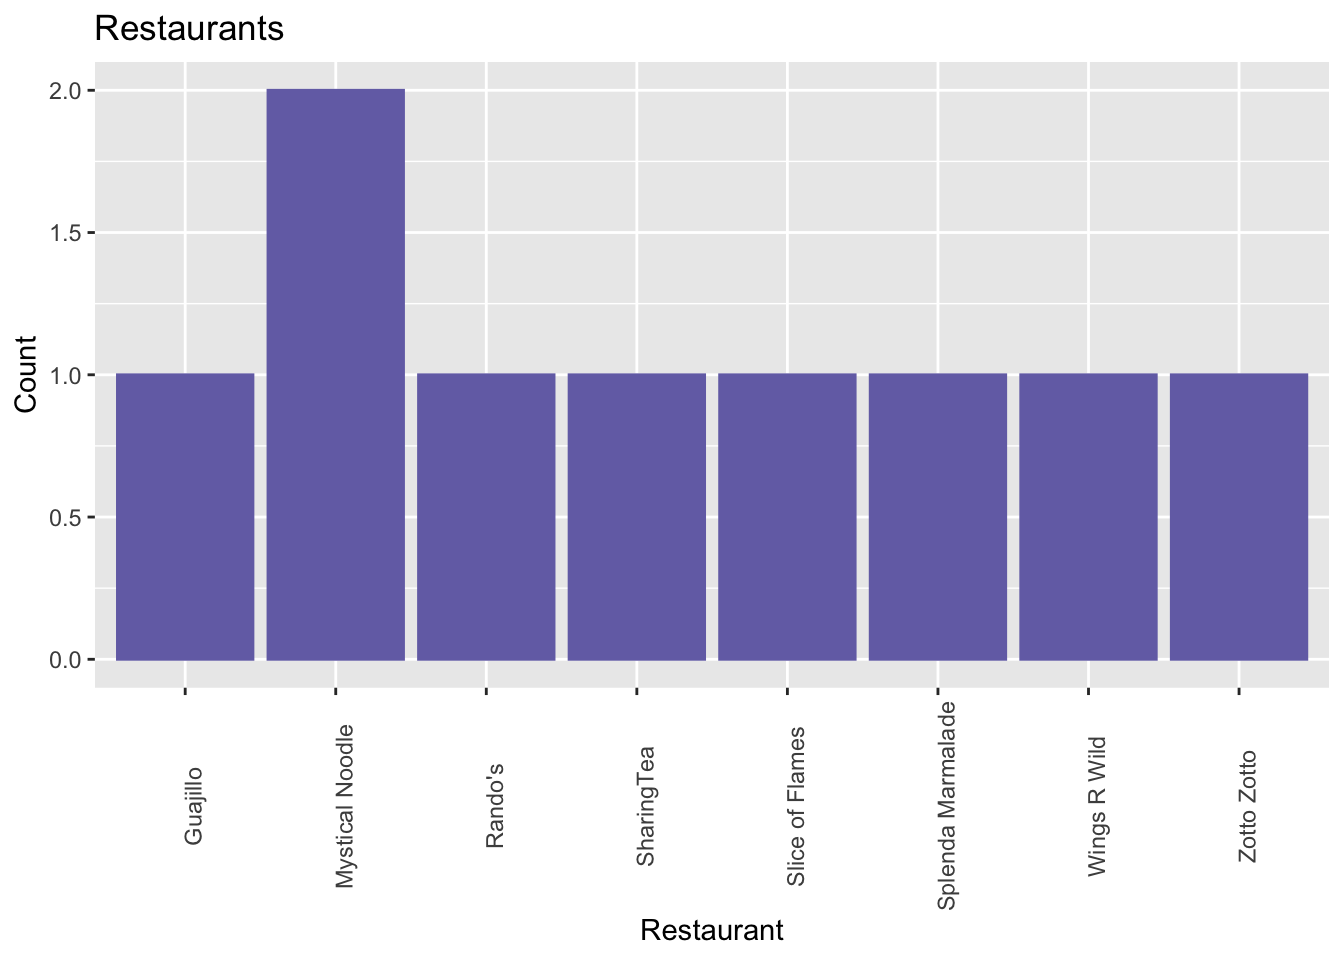 Restaurants
2.0
1.5
1.0
0.5
0.0
Count
Guajillo
Mystical Noodle
Rando's
SharingTea
Slice of Flames
Splenda Marmalade
Wings R Wild
Zotto Zotto
Restaurant